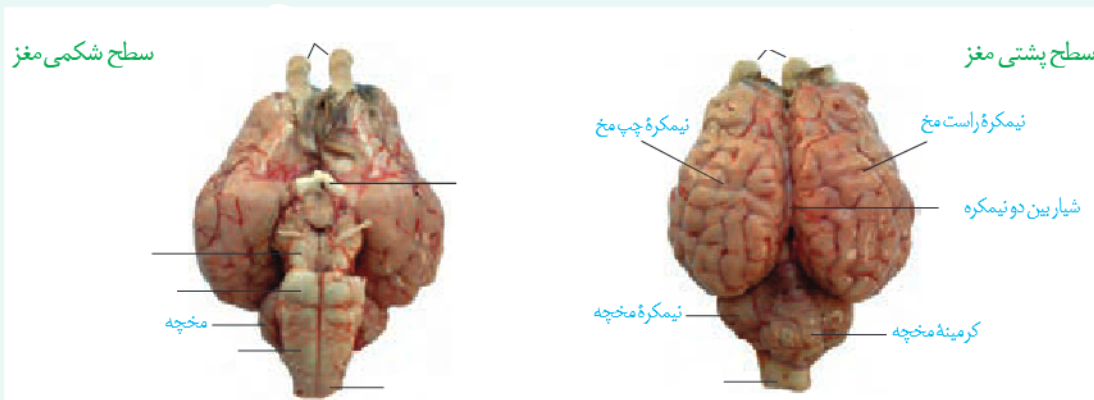 سطح پشتی مغز
نیمکرهٔ راست مخ
نیمکرهٔ چپ مخ
شیار بین دو نیمکره
نیمکرهٔ مخچه
کرمینهٔ مخچه
سطح شکمی مغز
مخچه